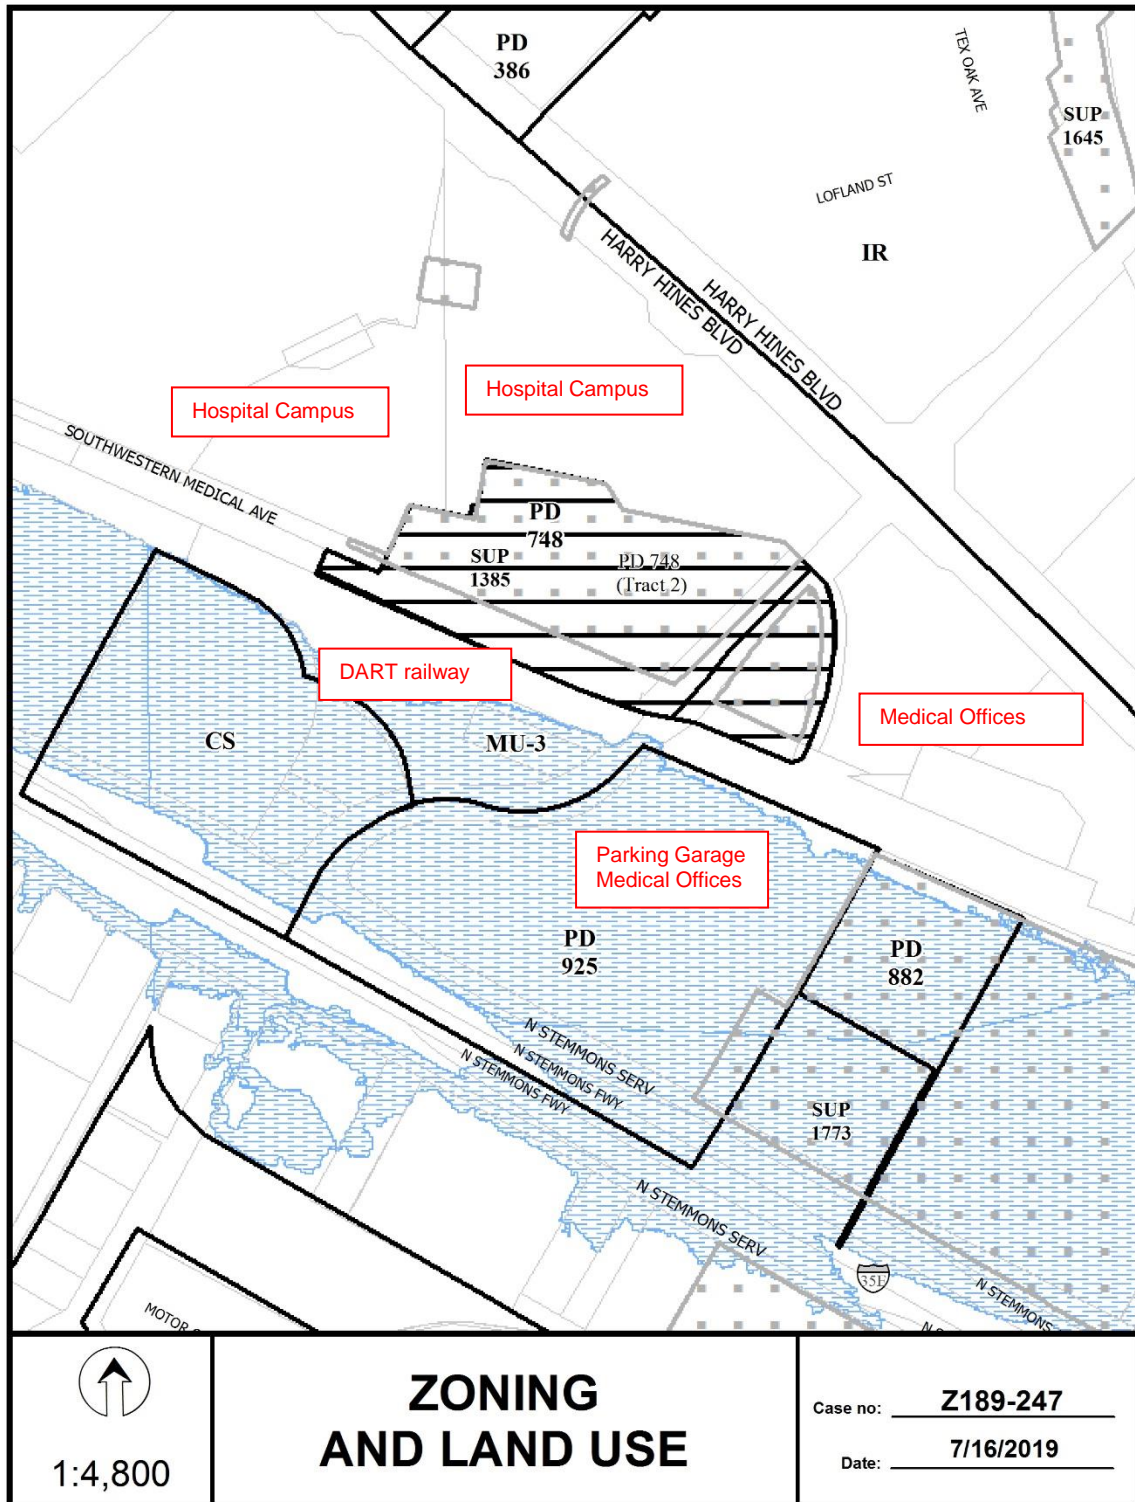 PD
386
TEX OAK AVE
SUP
1645
LOFLAND ST
IR
HARRY HINES BLVD
HARRY HINES BLVD
Hospital Campus
Hospital Campus
SOUTHWESTERN MEDICAL AVE
PD
748
SUP
1385
PD 748
(Tract 2)
DART railway
Medical Offices
CS
MU-3
Parking Garage
Medical Offices
PD
925
PD
882
N STEMMONS SERV
N STEMMONS FWY
N STEMMONS FWY
SUP
1773
N STEMMONS SERV
35E
N STEMMONS
MOTOR
1:4,800
ZONING
AND LAND USE
Case no: Z189-247
Date: 7/16/2019